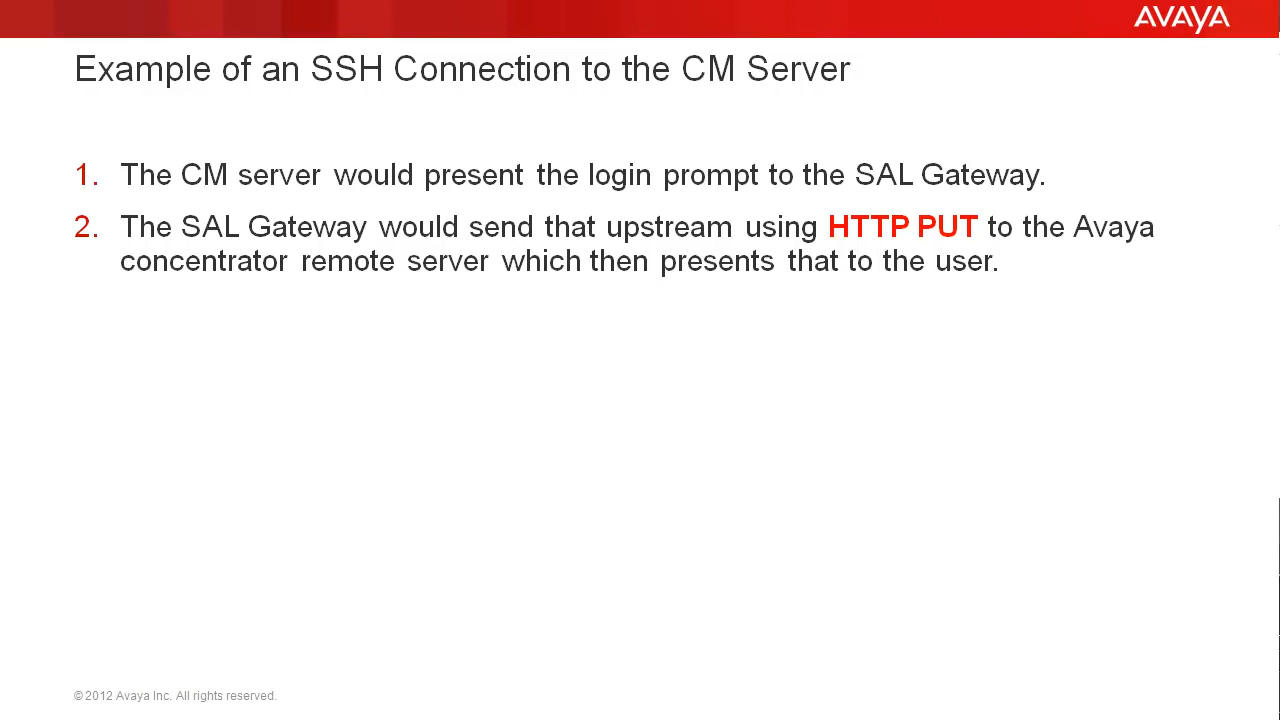 AVAYA
Example of an SSH Connection to the CM Server
1. The CM server would present the login prompt to the SAL Gateway.
2. The SAL Gateway would send that upstream using HTTP PUT to the Avaya
concentrator remote server which then presents that to the user.
© 2012 Avaya Inc. All rights reserved.